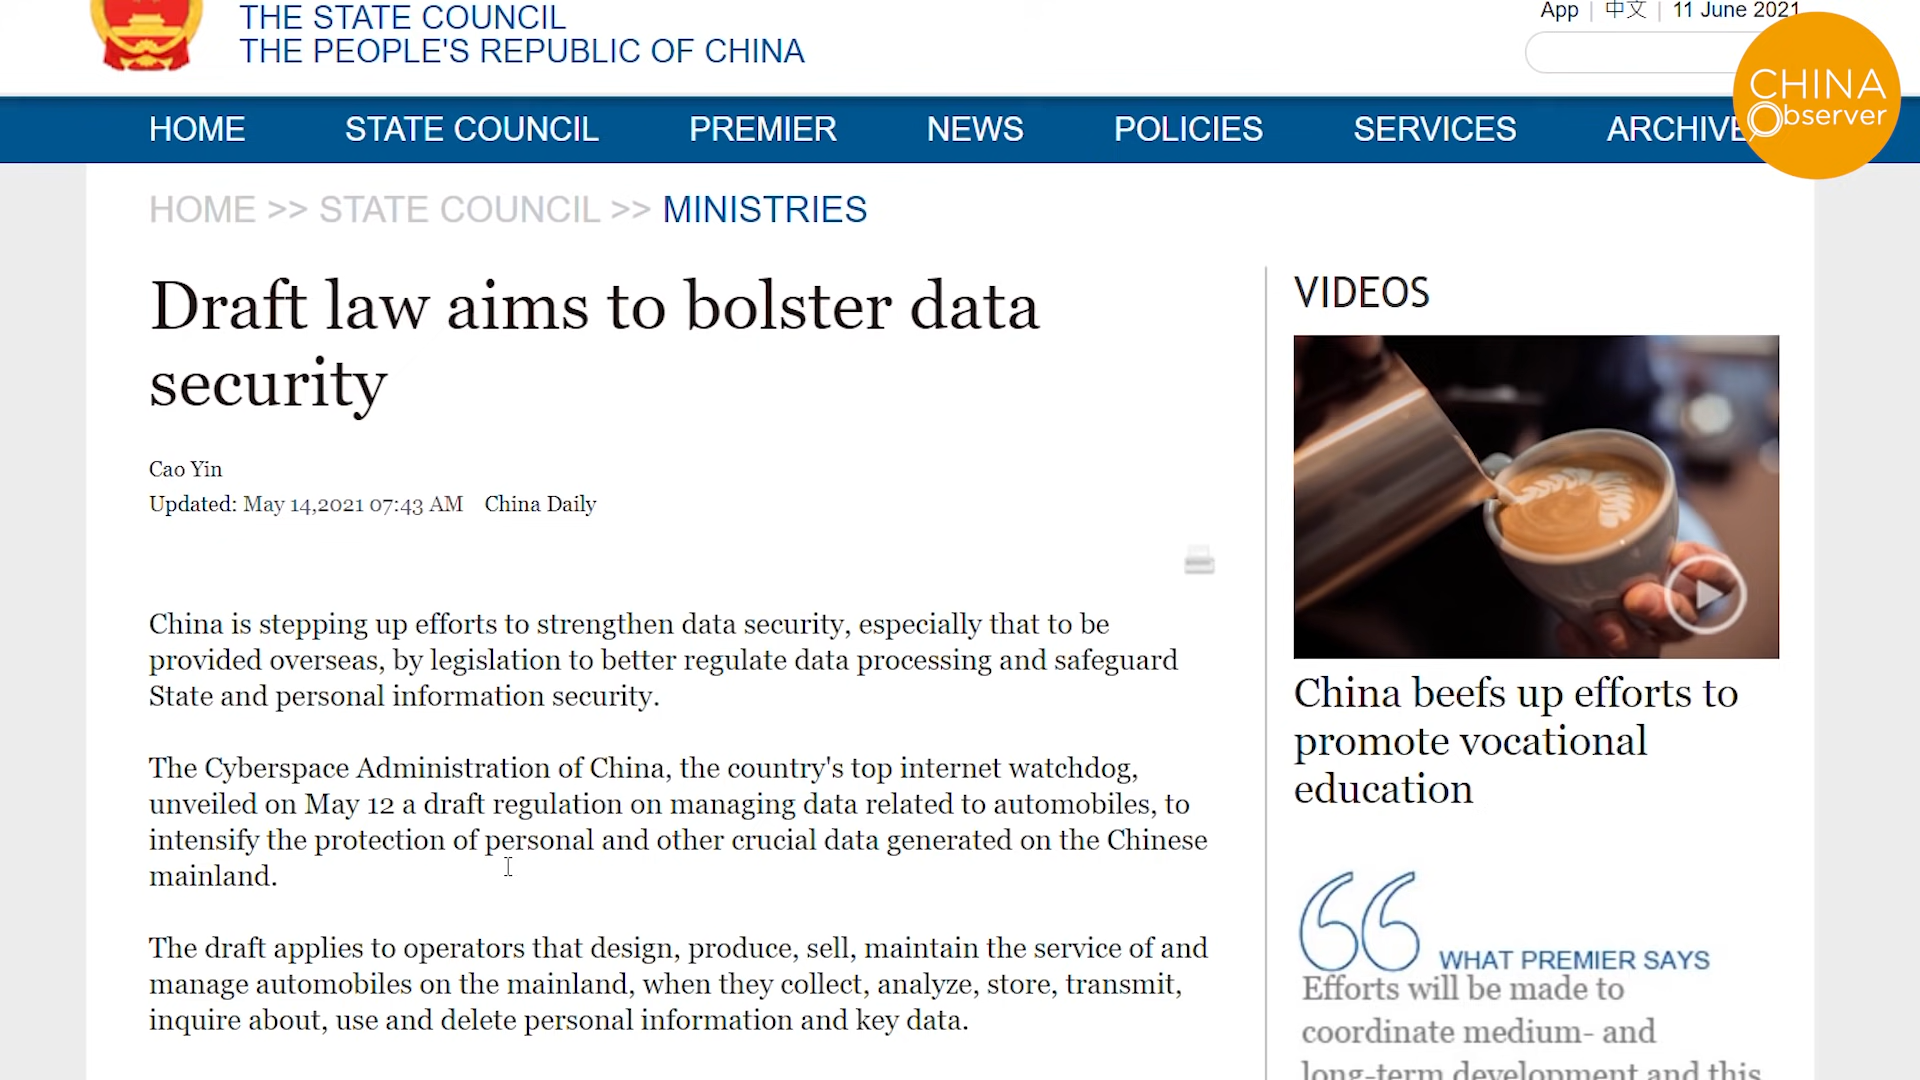 THE STATE COUNCIL
THE PEOPLE'S REPUBLIC OF CHINA
App | 中文 | 11 June 2021
CHINA
Observer
HOME STATE COUNCIL PREMIER NEWS POLICIES SERVICES ARCHIVE
HOME >> STATE COUNCIL >> MINISTRIES
Draft law aims to bolster data
security
Cao Yin
Updated: May 14,2021 07:43 AM China Daily
China is stepping up efforts to strengthen data security, especially that to be
provided overseas, by legislation to better regulate data processing and safeguard
State and personal information security.
The Cyberspace Administration of China, the country's top internet watchdog,
unveiled on May 12 a draft regulation on managing data related to automobiles, to
intensify the protection of personal and other crucial data generated on the Chinese
mainland.
The draft applies to operators that design, produce, sell, maintain the service of and
manage automobiles on the mainland, when they collect, analyze, store, transmit,
inquire about, use and delete personal information and key data.
VIDEOS
China beefs up efforts to
promote vocational
education
WHAT PREMIER SAYS
Efforts will be made to
coordinate medium- and
long-term development and this